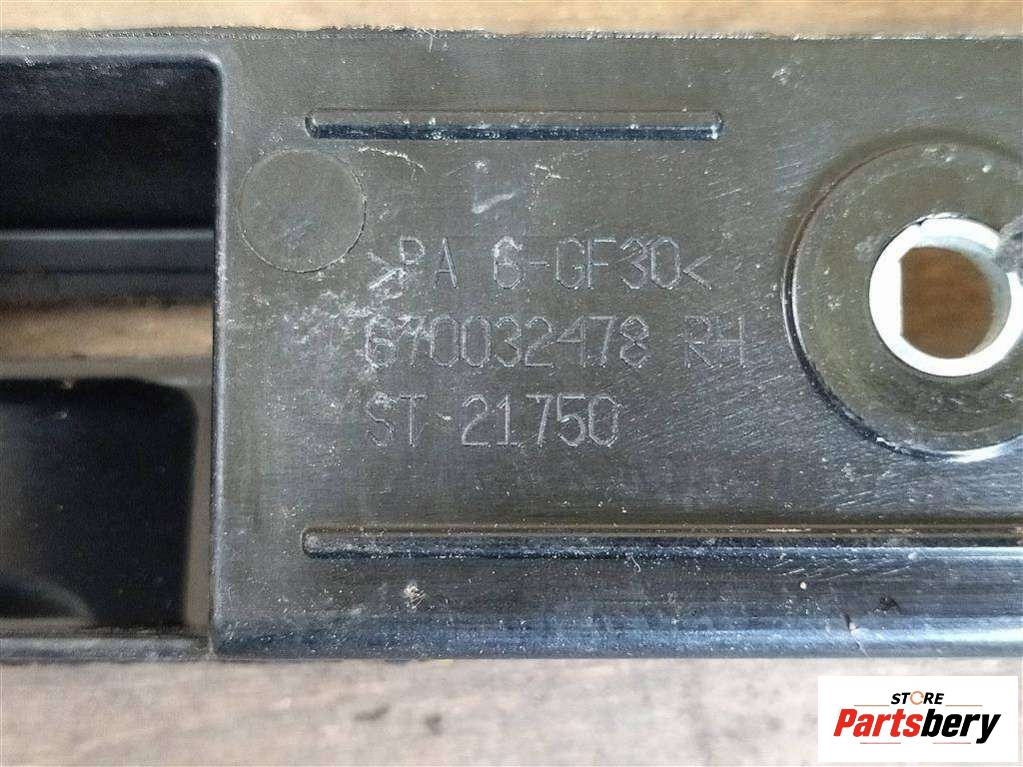 >PA 6-GF30<
670032478 RH
ST-21750
STORE
Partsbery